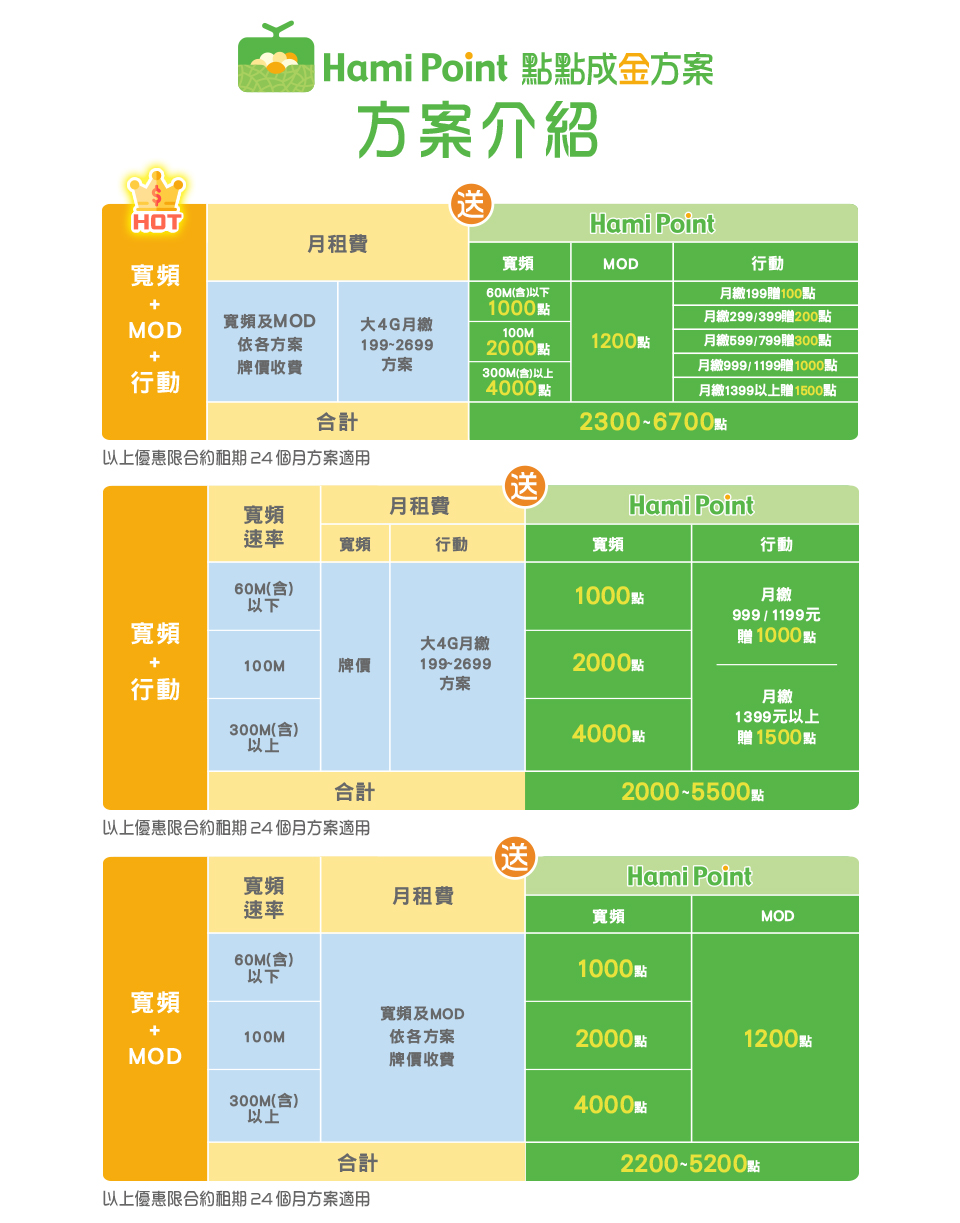 Hami Point 點點成金方案
方案介紹
HOT
寬頻
+
MOD
+
行動
月租費
送
Hami Point
寬頻
MOD
行動
寬頻及MOD
依各方案
牌價收費
大4G月繳
199~2699
方案
60M(含)以下
1000點
100M
2000點
300M(含)以上
4000點
1200點
月繳199贈100點
月繳299/399贈200點
月繳599/799贈300點
月繳999/1199贈1000點
月繳1399以上贈1500點
合計
2300~6700點
以上優惠限合約租期24個月方案適用
寬頻
+
行動
寬頻
速率
月租費
送
Hami Point
寬頻
行動
寬頻
行動
60M(含)
以下
100M
300M(含)
以上
牌價
大4G月繳
199~2699
方案
1000點
2000點
4000點
月繳
999/1199元
贈1000點
月繳
1399元以上
贈1500點
合計
2000~5500點
以上優惠限合約租期24個月方案適用
寬頻
+
MOD
寬頻
速率
月租費
送
Hami Point
寬頻
MOD
60M(含)
以下
100M
300M(含)
以上
寬頻及MOD
依各方案
牌價收費
1000點
2000點
4000點
1200點
合計
2200~5200點
以上優惠限合約租期24個月方案適用